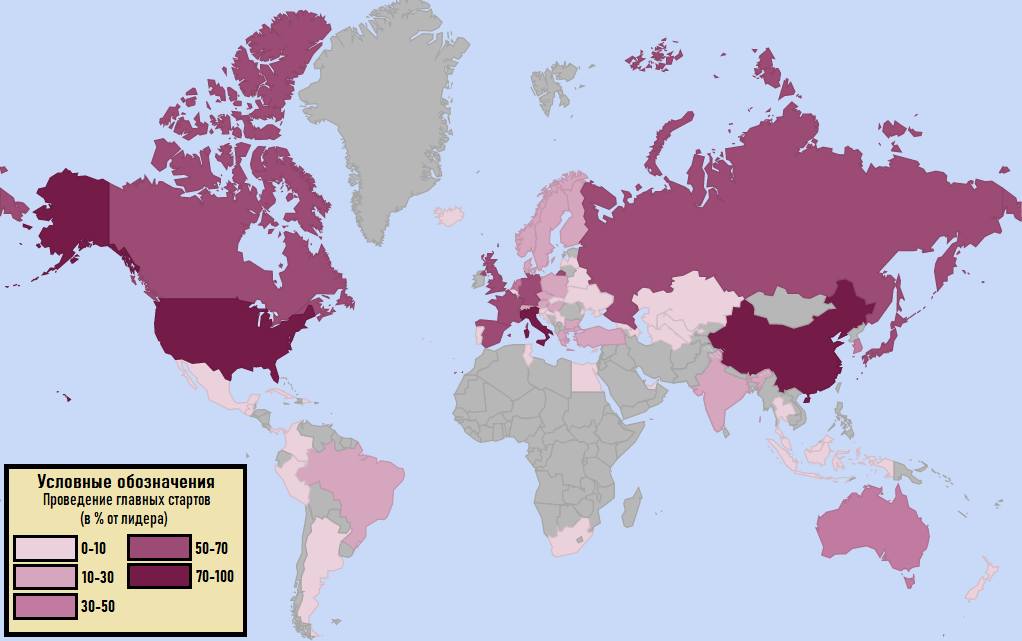 Условные обозначения
Проведение главных стартов
(в % от лидера)
0-10
50-70
10-30
70-100
30-50